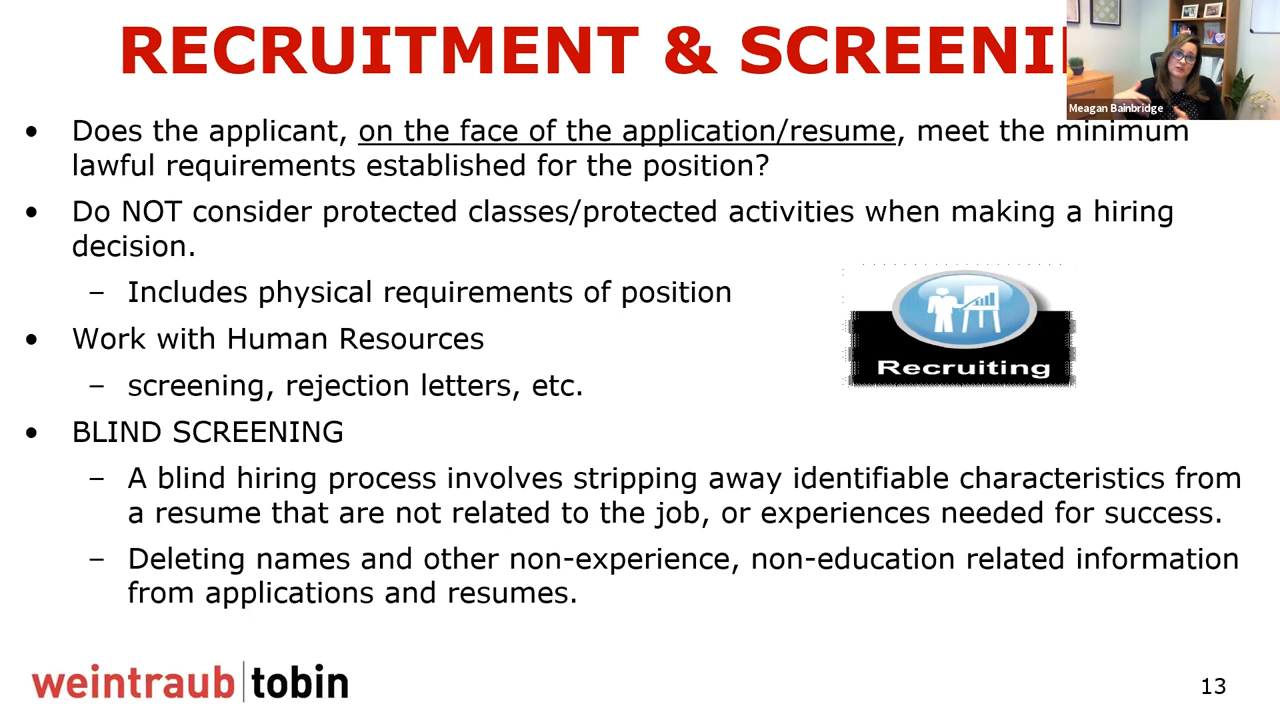 RECRUITMENT & SCREENI
Meagan Bainbridge
• Does the applicant, on the face of the application/resume, meet the minimum
lawful requirements established for the position?
• Do NOT consider protected classes/protected activities when making a hiring
decision.
– Includes physical requirements of position
• Work with Human Resources
– screening, rejection letters, etc.
Recruiting
• BLIND SCREENING
– A blind hiring process involves stripping away identifiable characteristics from
a resume that are not related to the job, or experiences needed for success.
– Deleting names and other non-experience, non-education related information
from applications and resumes.
weintraub tobin
13